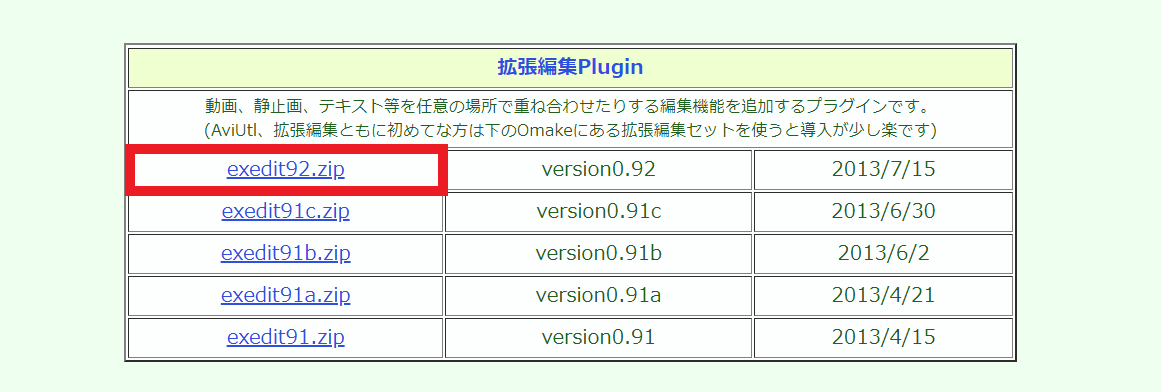 拡張編集Plugin
動画、静止画、テキスト等を任意の場所で重ね合わせたりする編集機能を追加するプラグインです。
(AviUtl、拡張編集ともに初めてな方は下のOmakeにある拡張編集セットを使うと導入が少し楽です)
exedit92.zip version0.92 2013/7/15
exedit91c.zip version0.91c 2013/6/30
exedit91b.zip version0.91b 2013/6/2
exedit91a.zip version0.91a 2013/4/21
exedit91.zip version0.91 2013/4/15